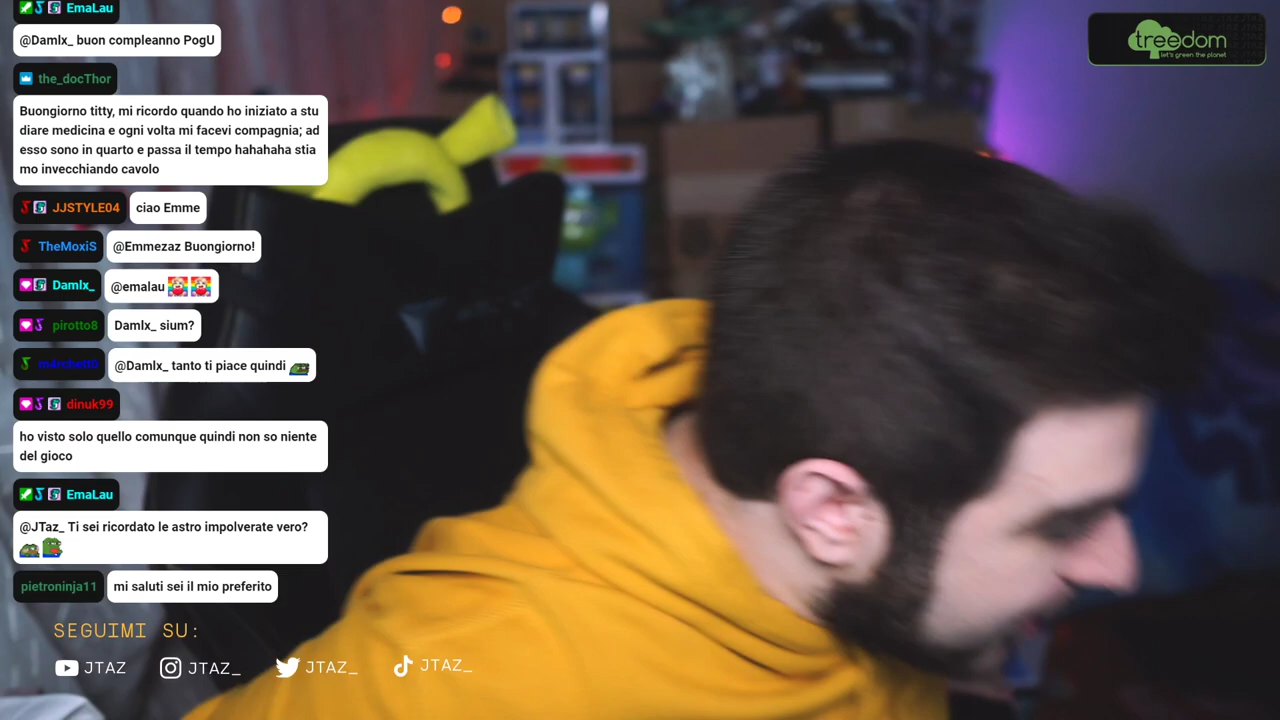 EmaLau
@Damlx_ buon compleanno PogU
the_docThor
Buongiorno titty, mi ricordo quando ho iniziato a stu
diare medicina e ogni volta mi facevi compagnia; ad
esso sono in quarto e passa il tempo hahahaha stia
mo invecchiando cavolo
JJSTYLE04 ciao Emme
TheMoxiS @Emmezaz Buongiorno!
Damlx_ @emalau
pirotto8 Damlx_ sium?
m4rchett0 @Damlx_ tanto ti piace quindi
dinuk99
ho visto solo quello comunque quindi non so niente
del gioco
EmaLau
@JTaz_ Ti sei ricordato le astro impolverate vero?
pietroninja11 mi saluti sei il mio preferito
SEGUIMI SU:
JTAZ JTAZ_ JTAZ_ JTAZ_
treedom
let's green the planet